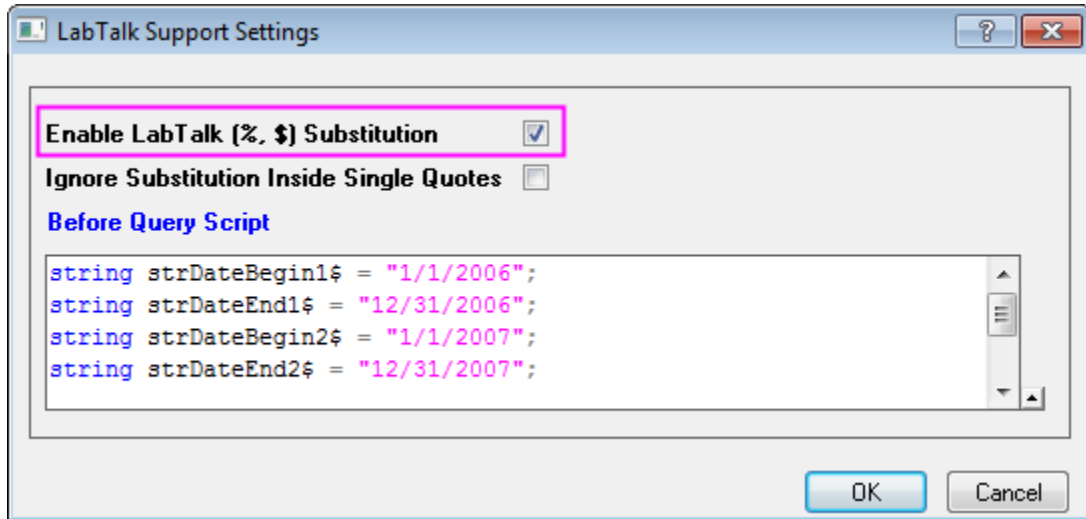 LabTalk Support Settings
Enable LabTalk (%, $) Substitution
Ignore Substitution Inside Single Quotes
Before Query Script
string strDateBegin1$ = "1/1/2006";
string strDateEnd1$ = "12/31/2006";
string strDateBegin2$ = "1/1/2007";
string strDateEnd2$ = "12/31/2007";
OK Cancel